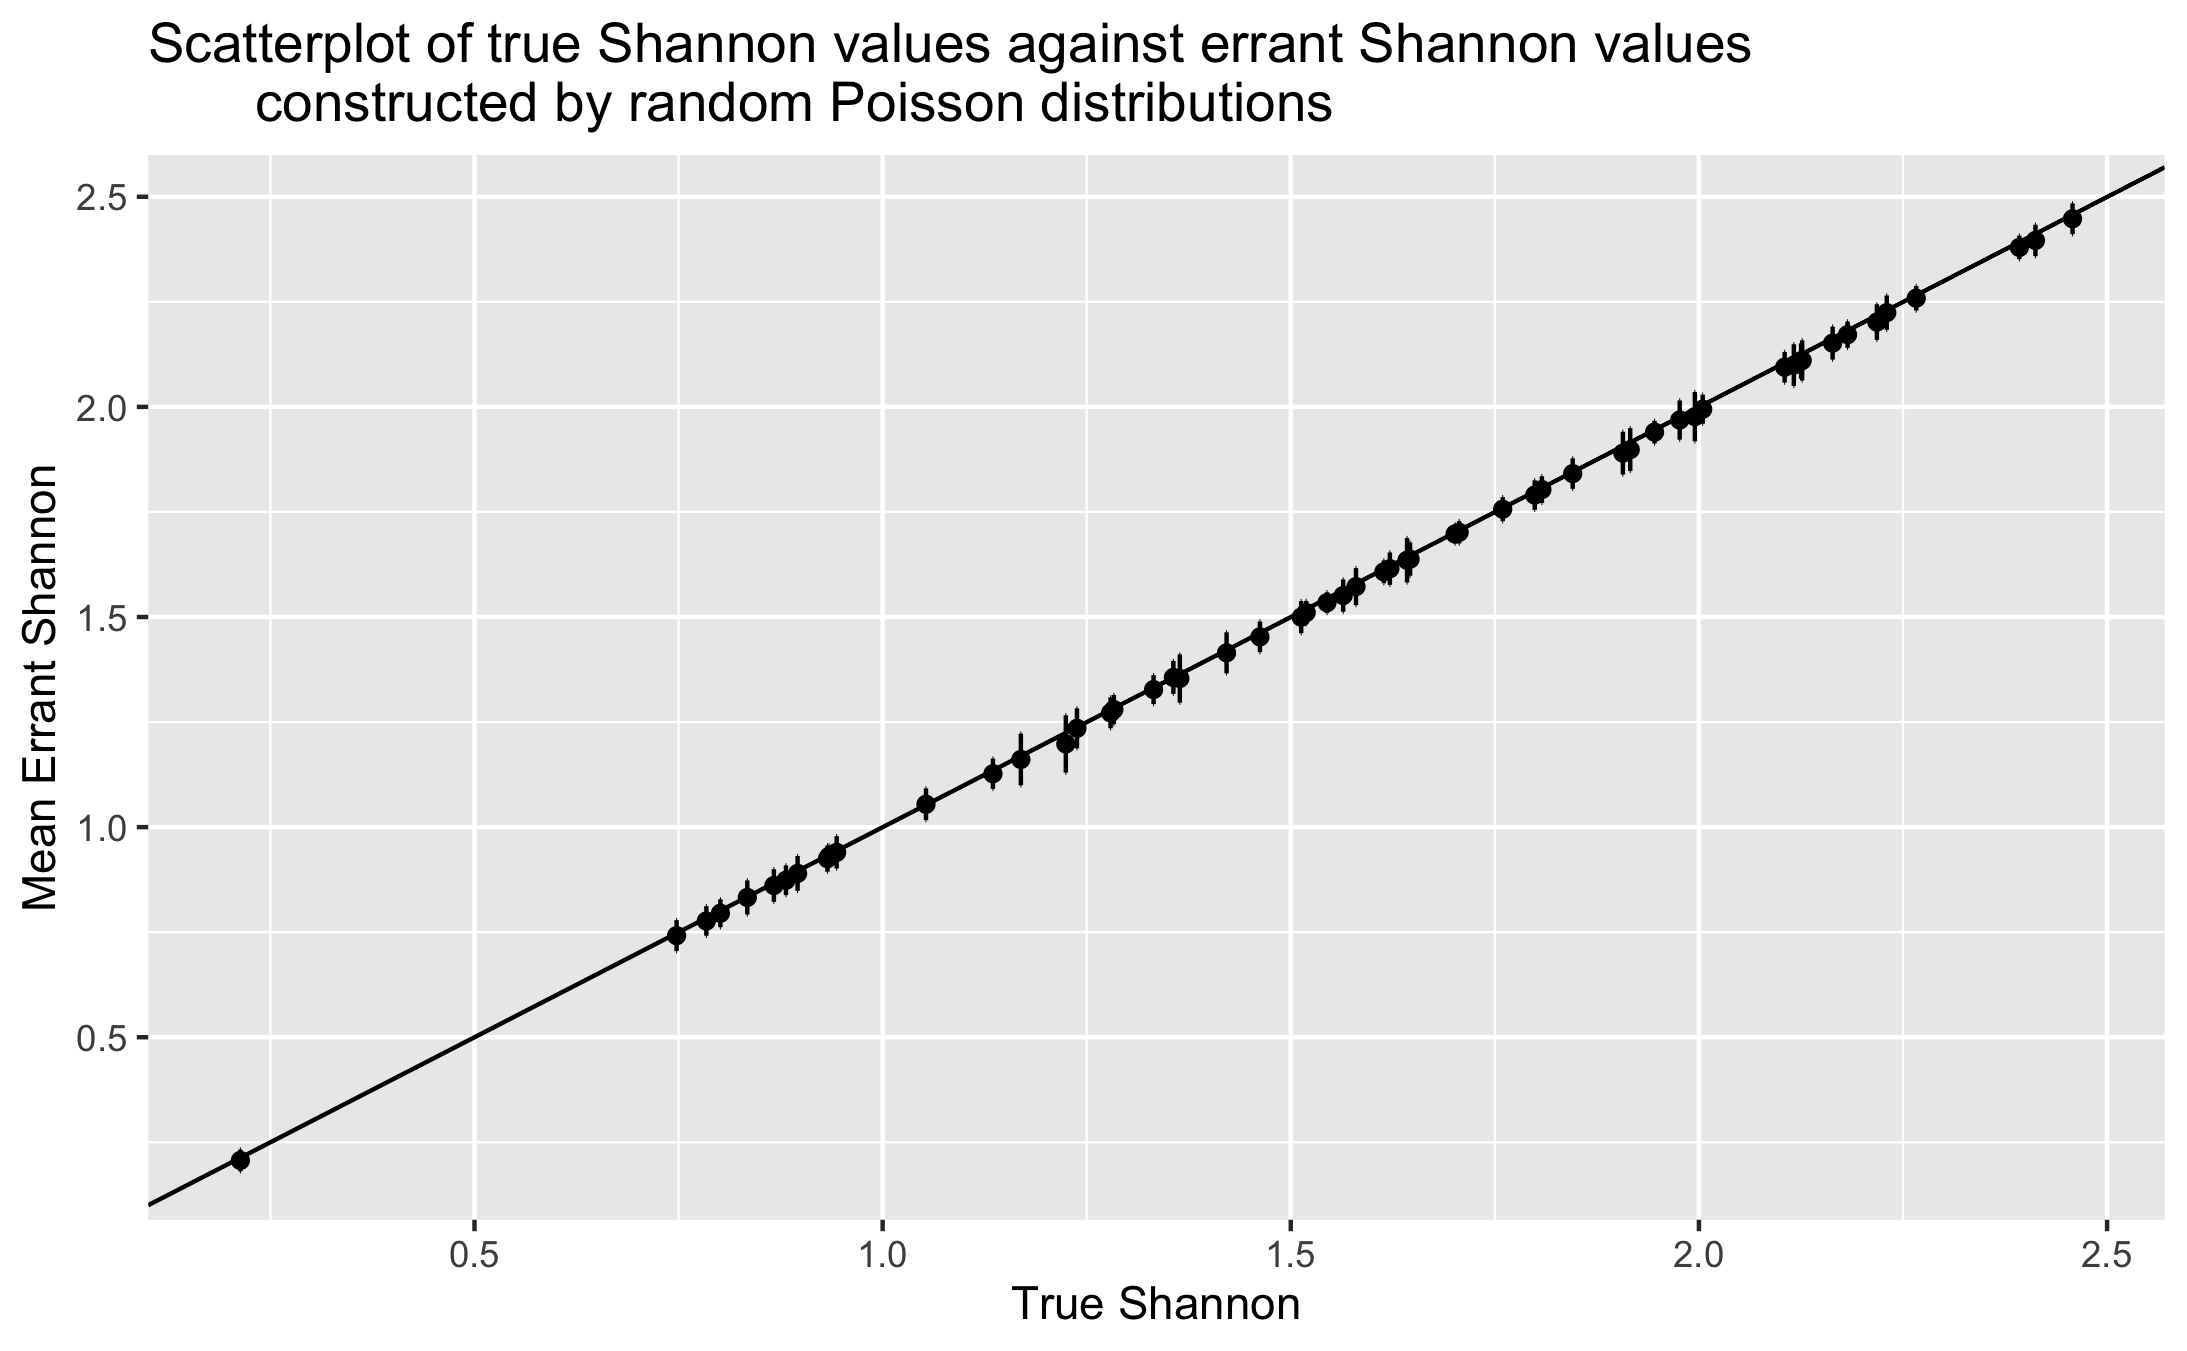 Scatterplot of true Shannon values against errant Shannon values
constructed by random Poisson distributions
Mean Errant Shannon
2.5
2.0
1.5
1.0
0.5
0.5
1.0
1.5
2.0
2.5
True Shannon